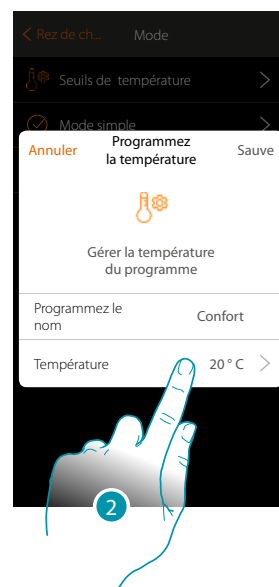 < Rez de ch... Mode
Seuils de température >
Mode simple >
Annuler Programmez la température Sauve
Gérer la température
du programme
Programmez le
nom Confort
Température 20 ° C >
2